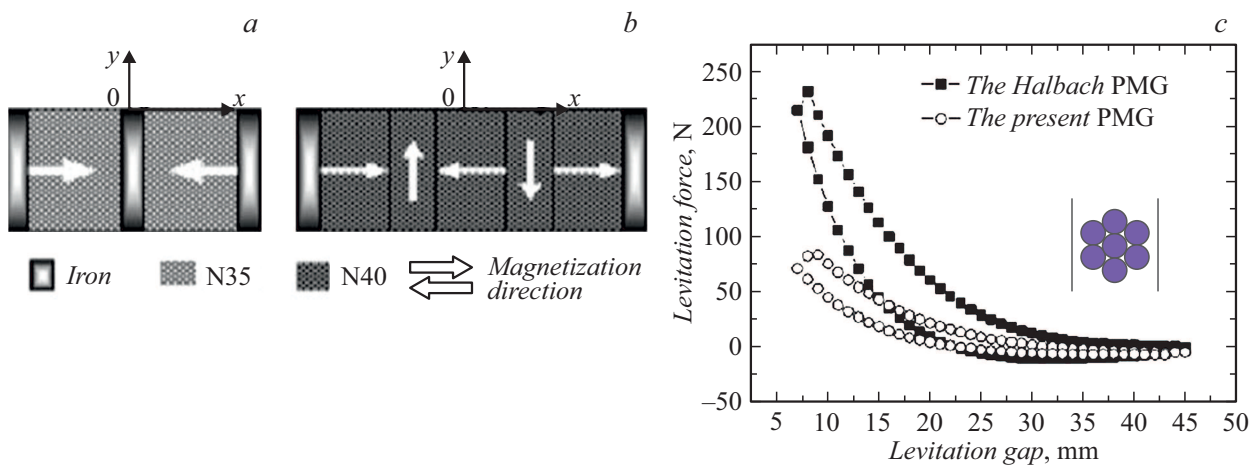 a
y
0
x
b
y
0
x
Iron
N35
N40
Magnetization
direction
c
Levitation force, N
250
200
150
100
50
0
–50
The Halbach PMG
The present PMG
5 10 15 20 25 30 35 40 45 50
Levitation gap, mm